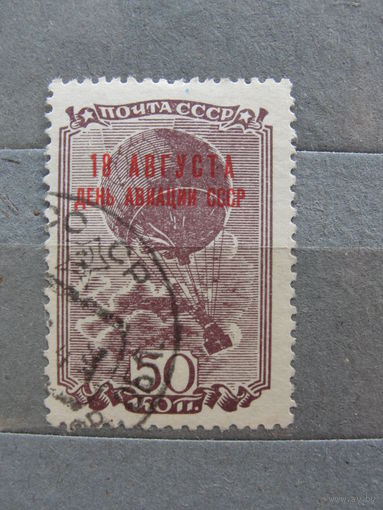 ПОЧТА СССР
18 АВГУСТА
ДЕНЬ АВИАЦИИ СССР
50
КОП.
ay.by